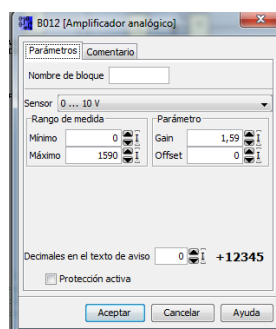 B012 [Amplificador analógico]
Parámetros Comentario
Nombre de bloque
Sensor 0 ... 10 V
Rango de medida Parámetro
Mínimo 0 Gain 1,59
Máximo 1590 Offset 0
Decimales en el texto de aviso 0 +12345
Protección activa
Aceptar Cancelar Ayuda